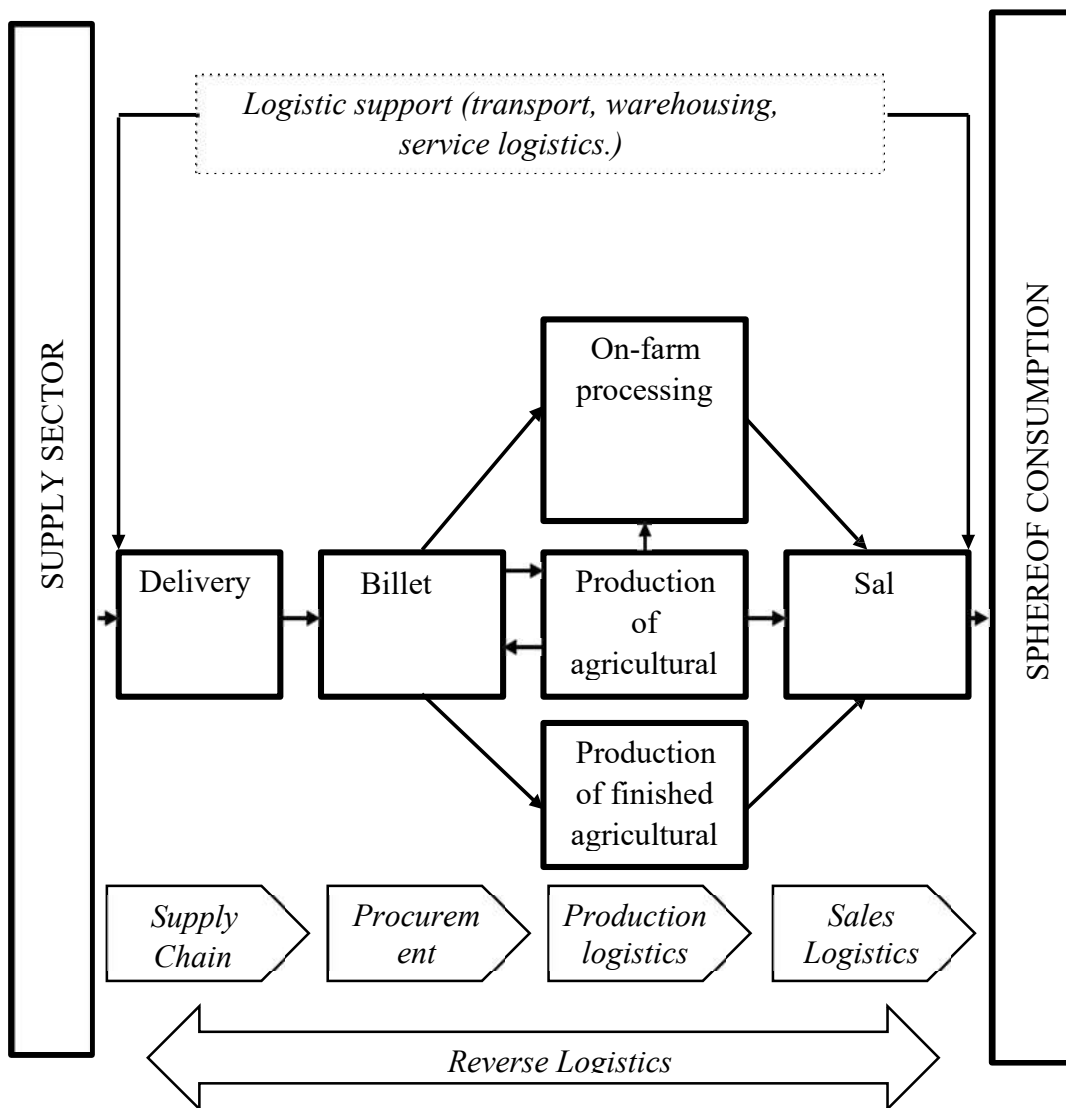 Logistic support (transport, warehousing,
service logistics.)
SUPPLY SECTOR
SPHEREOF CONSUMPTION
On-farm
processing
Delivery
Billet
Production
of
agricultural
Sal
Production
of finished
agricultural
Supply
Chain
Procurem
ent
Production
logistics
Sales
Logistics
Reverse Logistics